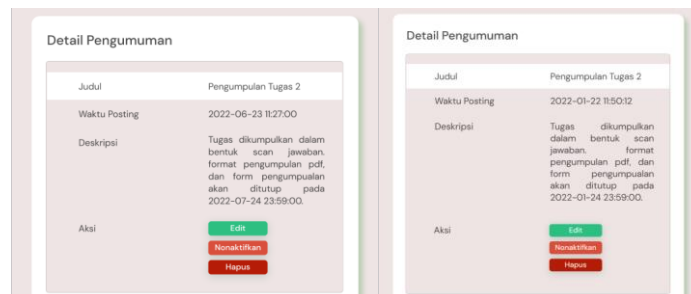 Detail Pengumuman
Judul Pengumpulan Tugas 2
Waktu Posting 2022-06-23 11:27:00
Deskripsi Tugas dikumpulkan dalam
bentuk scan jawaban.
format pengumpulan pdf,
dan form pengumpualan
akan ditutup pada
2022-07-24 23:59:00.
Aksi Edit
Nonaktifkan
Hapus
Detail Pengumuman
Judul Pengumpulan Tugas 2
Waktu Posting 2022-01-22 11:50:12
Deskripsi Tugas dikumpulkan
dalam bentuk scan
jawaban. format
pengumpulan pdf, dan
form pengumpualan
akan ditutup pada
2022-01-24 23:59:00.
Aksi Edit
Nonaktifkan
Hapus